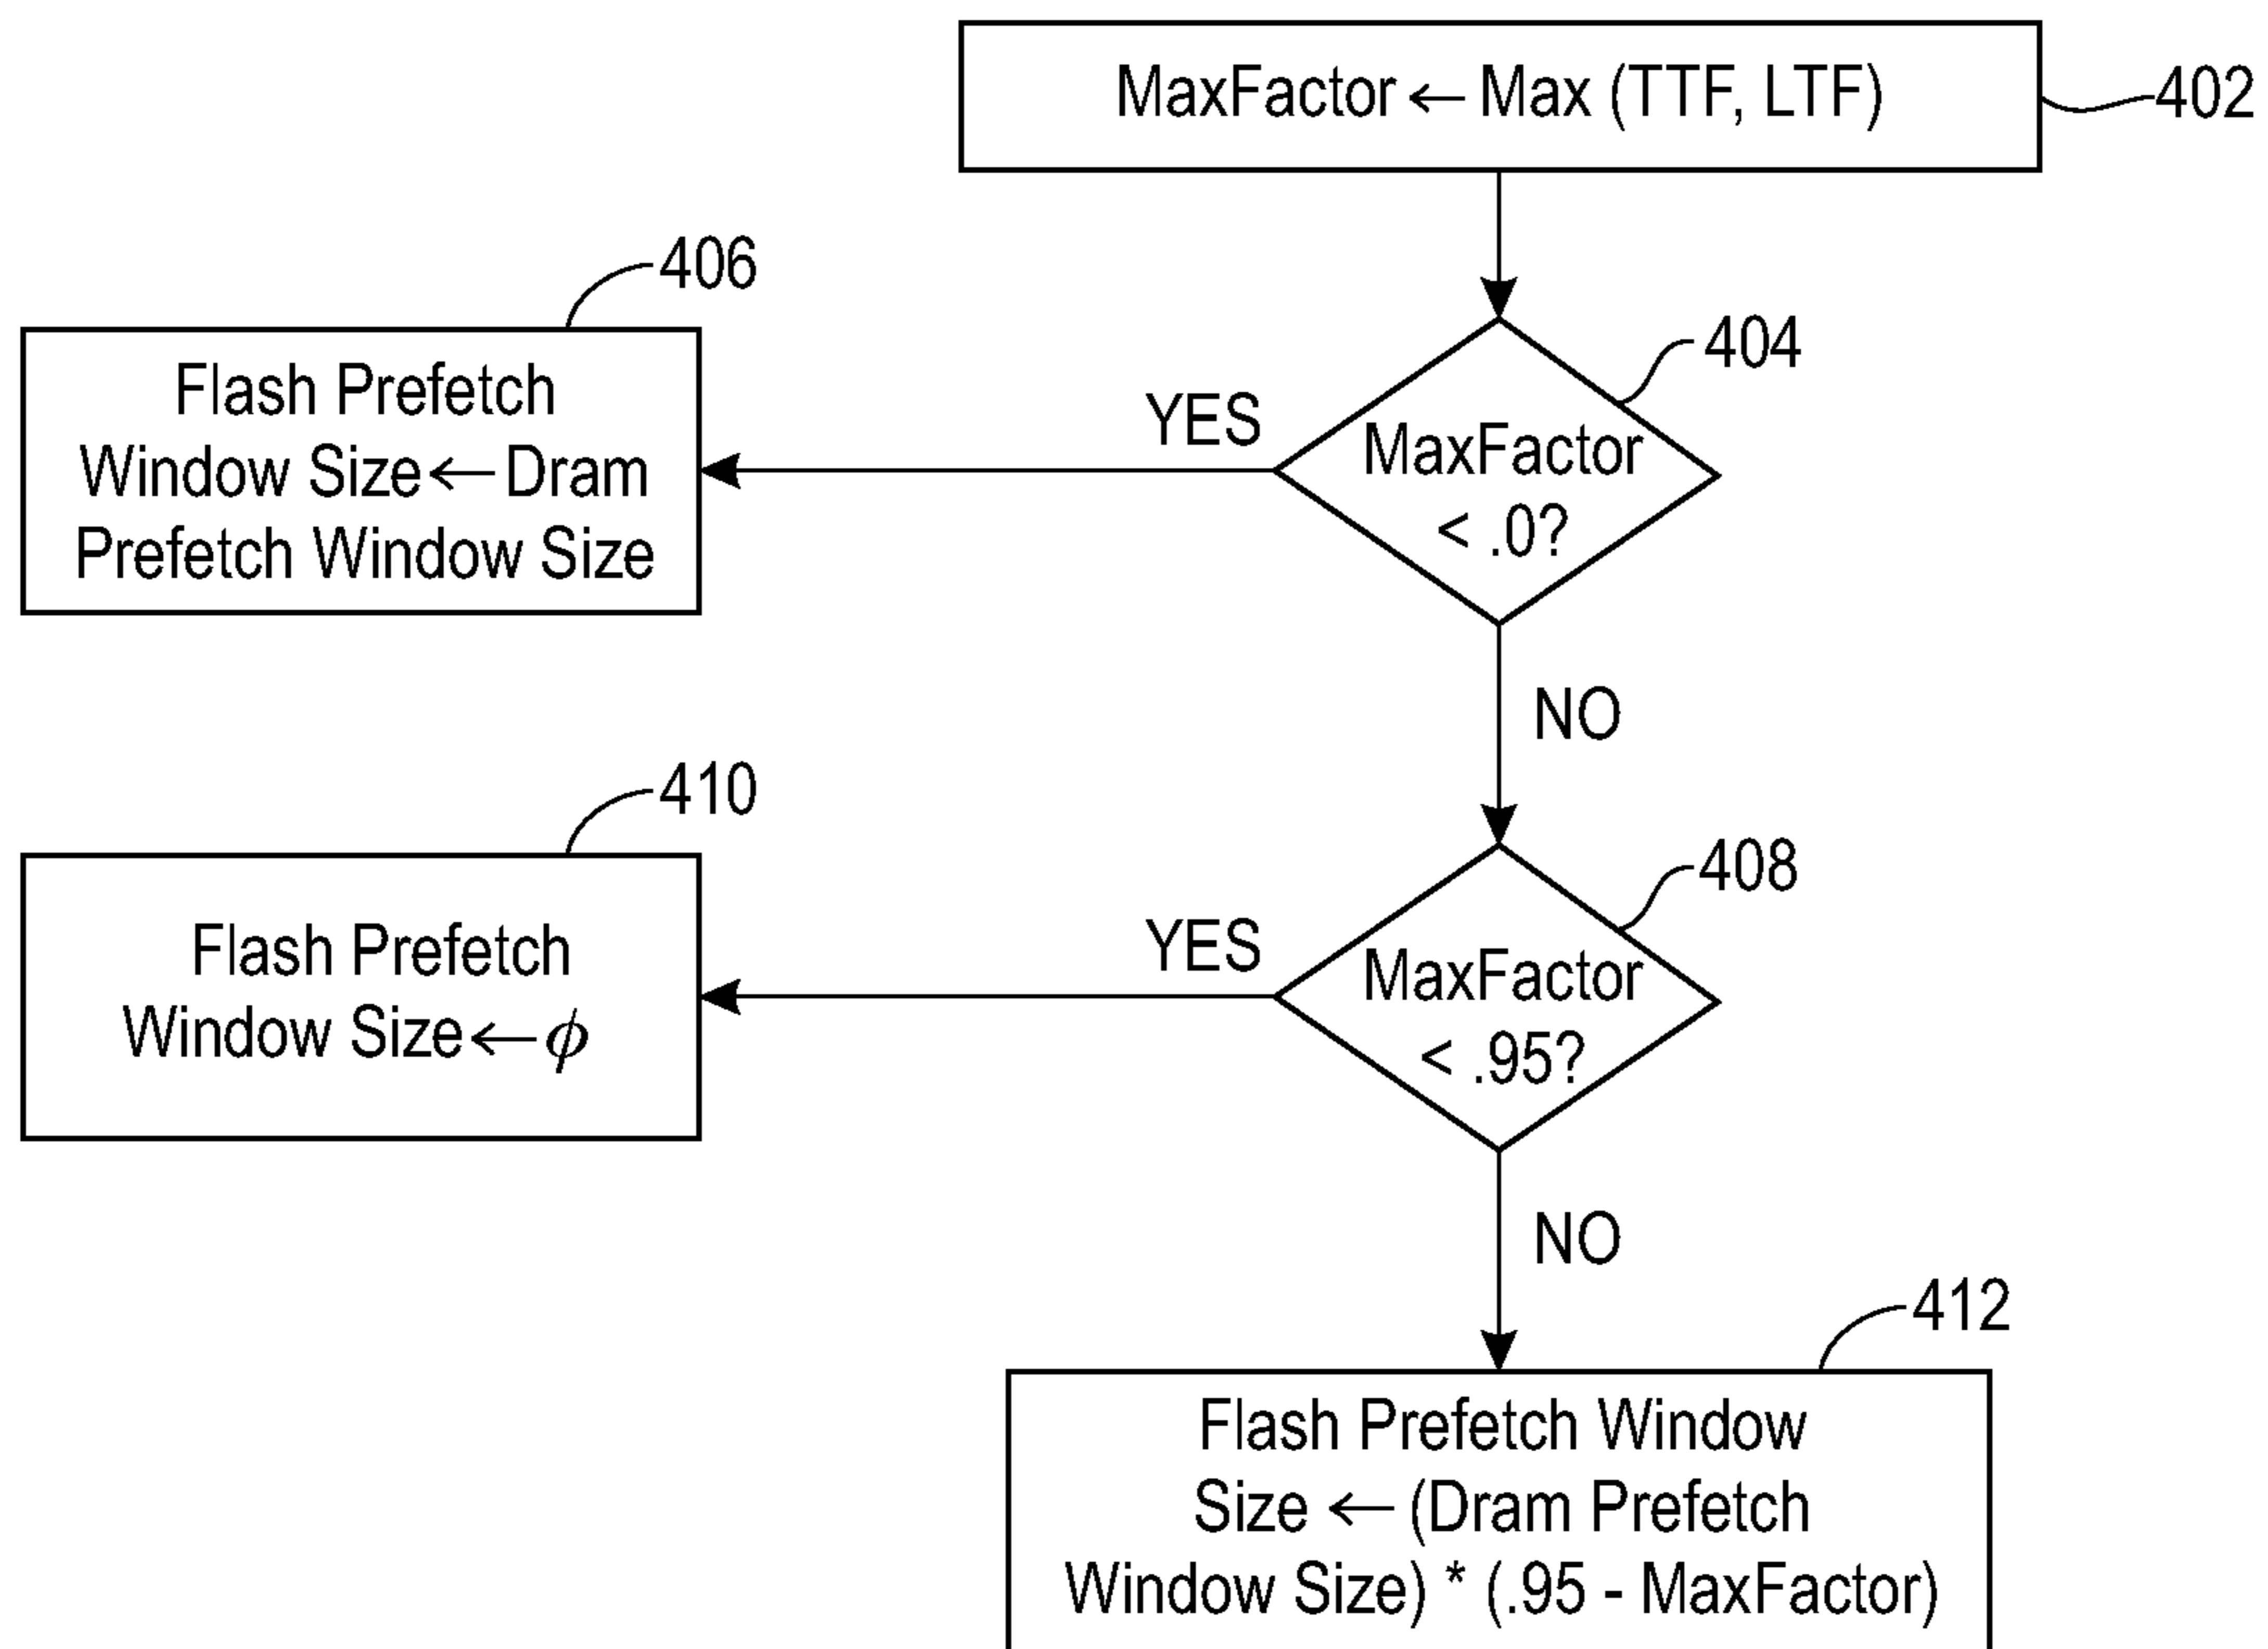 MaxFactor ← Max (TTF, LTF)
402
406
Flash Prefetch
Window Size ← Dram
Prefetch Window Size
YES
404
MaxFactor
< .0?
NO
410
Flash Prefetch
Window Size ← ϕ
YES
408
MaxFactor
< .95?
NO
412
Flash Prefetch Window
Size ← (Dram Prefetch
Window Size) * (.95 - MaxFactor)